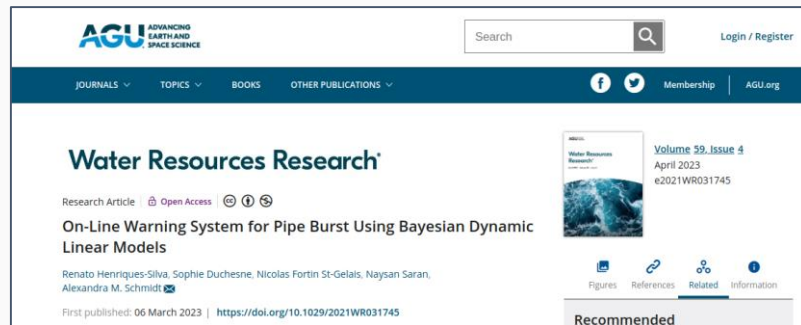 AGU ADVANCING EARTH AND SPACE SCIENCE
Search
Login / Register
JOURNALS
TOPICS
BOOKS
OTHER PUBLICATIONS
Membership
AGU.org
Water Resources Research
Research Article
Open Access
On-Line Warning System for Pipe Burst Using Bayesian Dynamic
Linear Models
Renato Henriques-Silva, Sophie Duchesne, Nicolas Fortin St-Gelais, Naysan Saran,
Alexandra M. Schmidt
First published: 06 March 2023 | https://doi.org/10.1029/2021WR031745
Water Resources
Research
Volume 59, Issue 4
April 2023
e2021WR031745
Figures
References
Related
Information
Recommended